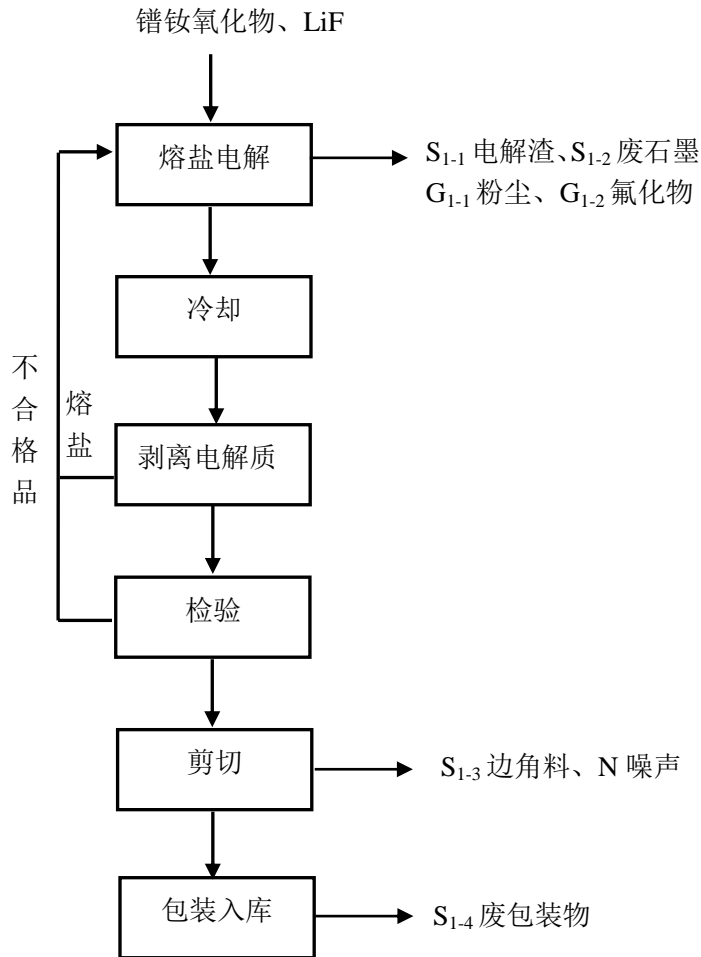 镨钕氧化物、LiF
熔盐电解
S1-1 电解渣、S1-2 废石墨
G1-1 粉尘、G1-2 氟化物
冷却
不合格品
熔盐
剥离电解质
检验
剪切
S1-3 边角料、N 噪声
包装入库
S1-4 废包装物